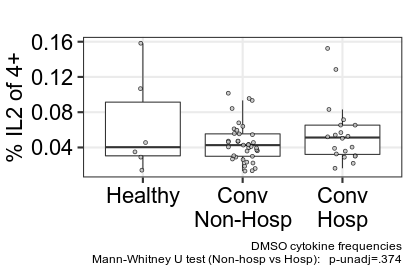 % IL2 of 4+
0.16
0.12
0.08
0.04
Healthy
Conv
Non-Hosp
Conv
Hosp
DMSO cytokine frequencies
Mann-Whitney U test (Non-hosp vs Hosp): p-unadj=.374